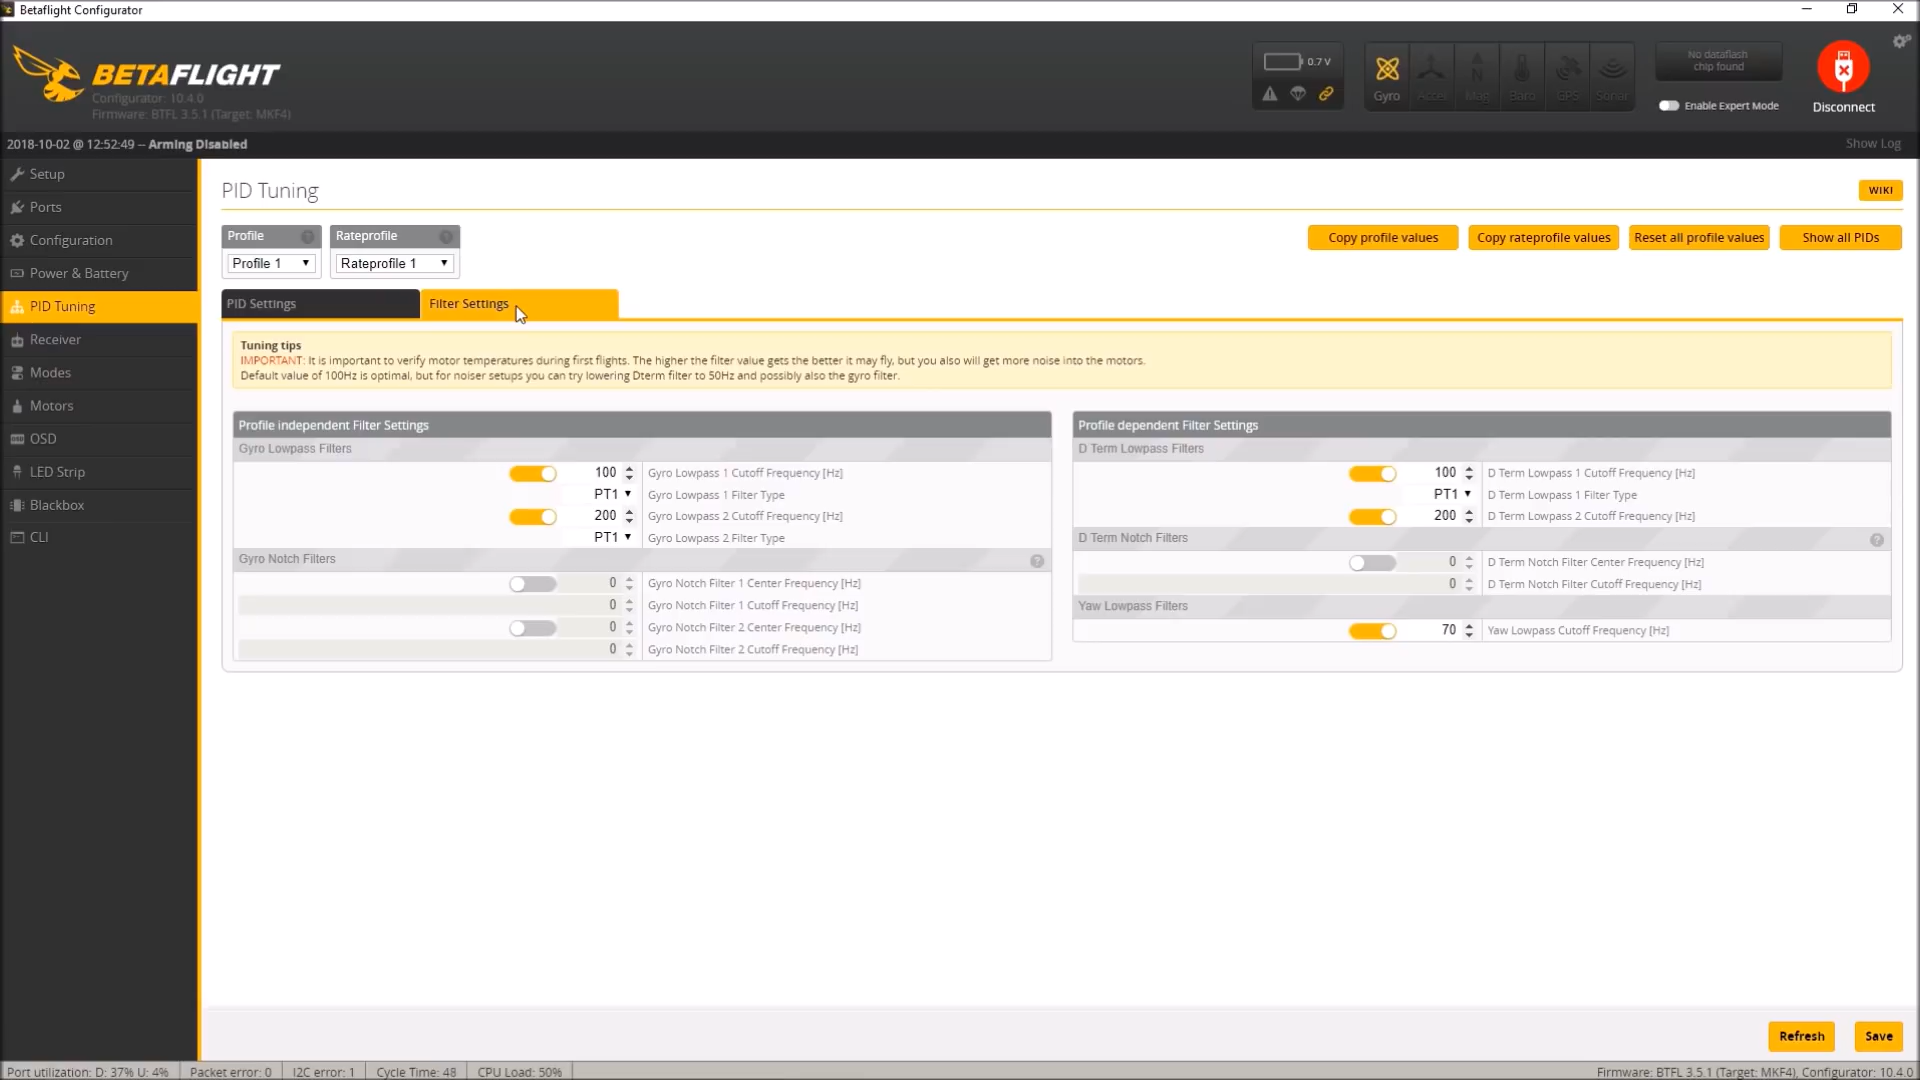 Betaflight Configurator
BETAFLIGHT
Configurator: 10.4.0
Firmware: BTFL 3.5.1 (Target: MKF4)
0.7 V
Gyro
Accel
Mag
Baro
GPS
Sonar
No dataflash
chip found
Enable Expert Mode
Disconnect
2018-10-02 @ 12:52:49 -- Arming Disabled
Show Log
Setup
Ports
Configuration
Power & Battery
PID Tuning
Receiver
Modes
Motors
OSD
LED Strip
Blackbox
CLI
PID Tuning
WIKI
Profile
Profile 1
Rateprofile
Rateprofile 1
Copy profile values
Copy rateprofile values
Reset all profile values
Show all PIDs
PID Settings
Filter Settings
Tuning tips
IMPORTANT: It is important to verify motor temperatures during first flights. The higher the filter value gets the better it may fly, but you also will get more noise into the motors.
Default value of 100Hz is optimal, but for noiser setups you can try lowering Dterm filter to 50Hz and possibly also the gyro filter.
Profile independent Filter Settings
Gyro Lowpass Filters
100 Gyro Lowpass 1 Cutoff Frequency [Hz]
PT1 Gyro Lowpass 1 Filter Type
200 Gyro Lowpass 2 Cutoff Frequency [Hz]
PT1 Gyro Lowpass 2 Filter Type
Gyro Notch Filters
0 Gyro Notch Filter 1 Center Frequency [Hz]
0 Gyro Notch Filter 1 Cutoff Frequency [Hz]
0 Gyro Notch Filter 2 Center Frequency [Hz]
0 Gyro Notch Filter 2 Cutoff Frequency [Hz]
Profile dependent Filter Settings
D Term Lowpass Filters
100 D Term Lowpass 1 Cutoff Frequency [Hz]
PT1 D Term Lowpass 1 Filter Type
200 D Term Lowpass 2 Cutoff Frequency [Hz]
D Term Notch Filters
0 D Term Notch Filter Center Frequency [Hz]
0 D Term Notch Filter Cutoff Frequency [Hz]
Yaw Lowpass Filters
70 Yaw Lowpass Cutoff Frequency [Hz]
Refresh
Save
Port utilization: D: 37% U: 4%
Packet error: 0
I2C error: 1
Cycle Time: 48
CPU Load: 50%
Firmware: BTFL 3.5.1 (Target: MKF4), Configurator: 10.4.0